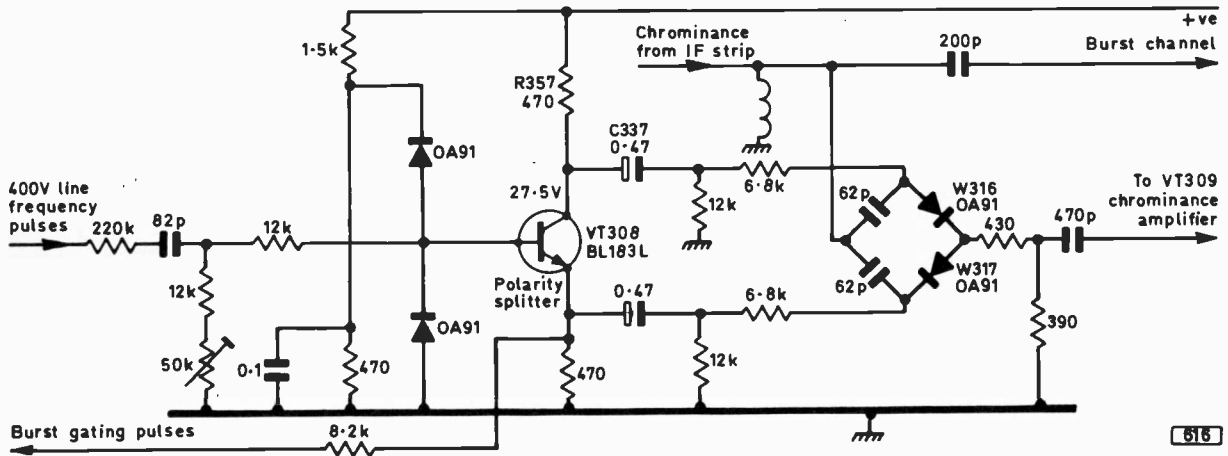 +ve
Chrominance
from IF strip
200p
Burst channel
1·5k
R357
470
C337
0·47
OA91
27·5V
6·8k
62p
W316
OA91
To VT309
chrominance
amplifier
400V line
frequency
pulses
220k
82p
12k
VT308
BL183L
12k
430
470p
Polarity
splitter
W317
OA91
12k
0·47
6·8k
62p
OA91
50k
0·1
470
470
12k
390
Burst gating pulses
8·2k
616